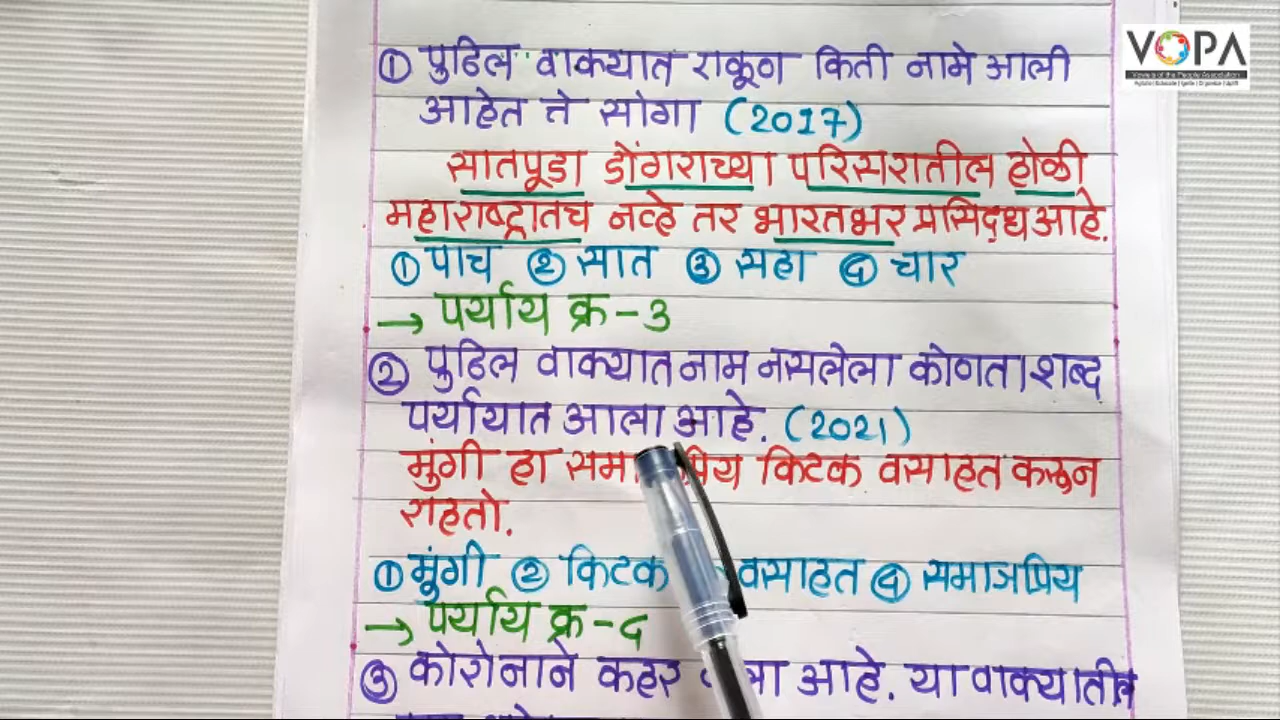 ① पुढिल वाक्यात एकूण किती नामे आली
आहेत ते सांगा (2017)
सातपूडा डोंगराच्या परिसरातील होळी
महाराष्ट्रातच नव्हे तर भारतभर प्रसिद्ध आहे.
① पाच ② सात ③ सहा ④ चार
→ पर्याय क्र - ३
② पुढिल वाक्यात नाम नसलेला कोणता शब्द
पर्यायात आला आहे. (2021)
मुंगी हा किटक वसाहत करून
राहतो.
① मुंगी ② किटक वसाहत ④ समाजप्रिय
→ पर्याय क्र - ४
③ कोरोनाने कहर आहे. या वाक्यातील
VOPA